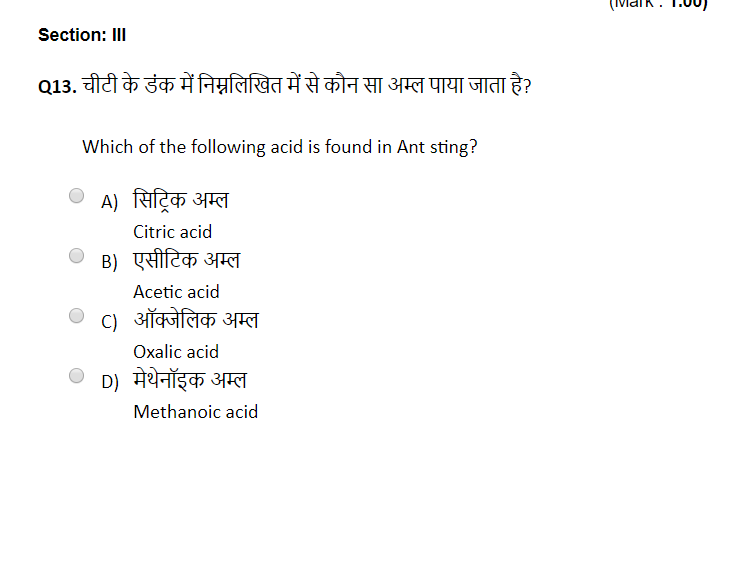 (Mark : 1.00)
Section: III
Q13. चीटी के डंक में निम्नलिखित में से कौन सा अम्ल पाया जाता है?
Which of the following acid is found in Ant sting?
A) सिट्रिक अम्ल
Citric acid
B) एसीटिक अम्ल
Acetic acid
C) ऑक्जेलिक अम्ल
Oxalic acid
D) मेथेनॉइक अम्ल
Methanoic acid